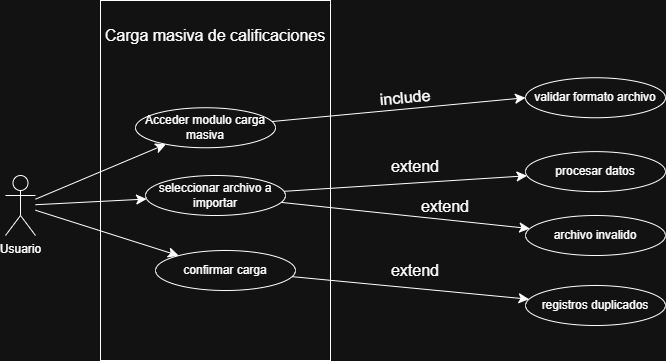 Carga masiva de calificaciones
include
validar formato archivo
Acceder modulo carga
masiva
extend
procesar datos
seleccionar archivo a
importar
extend
archivo invalido
Usuario
confirmar carga
extend
registros duplicados